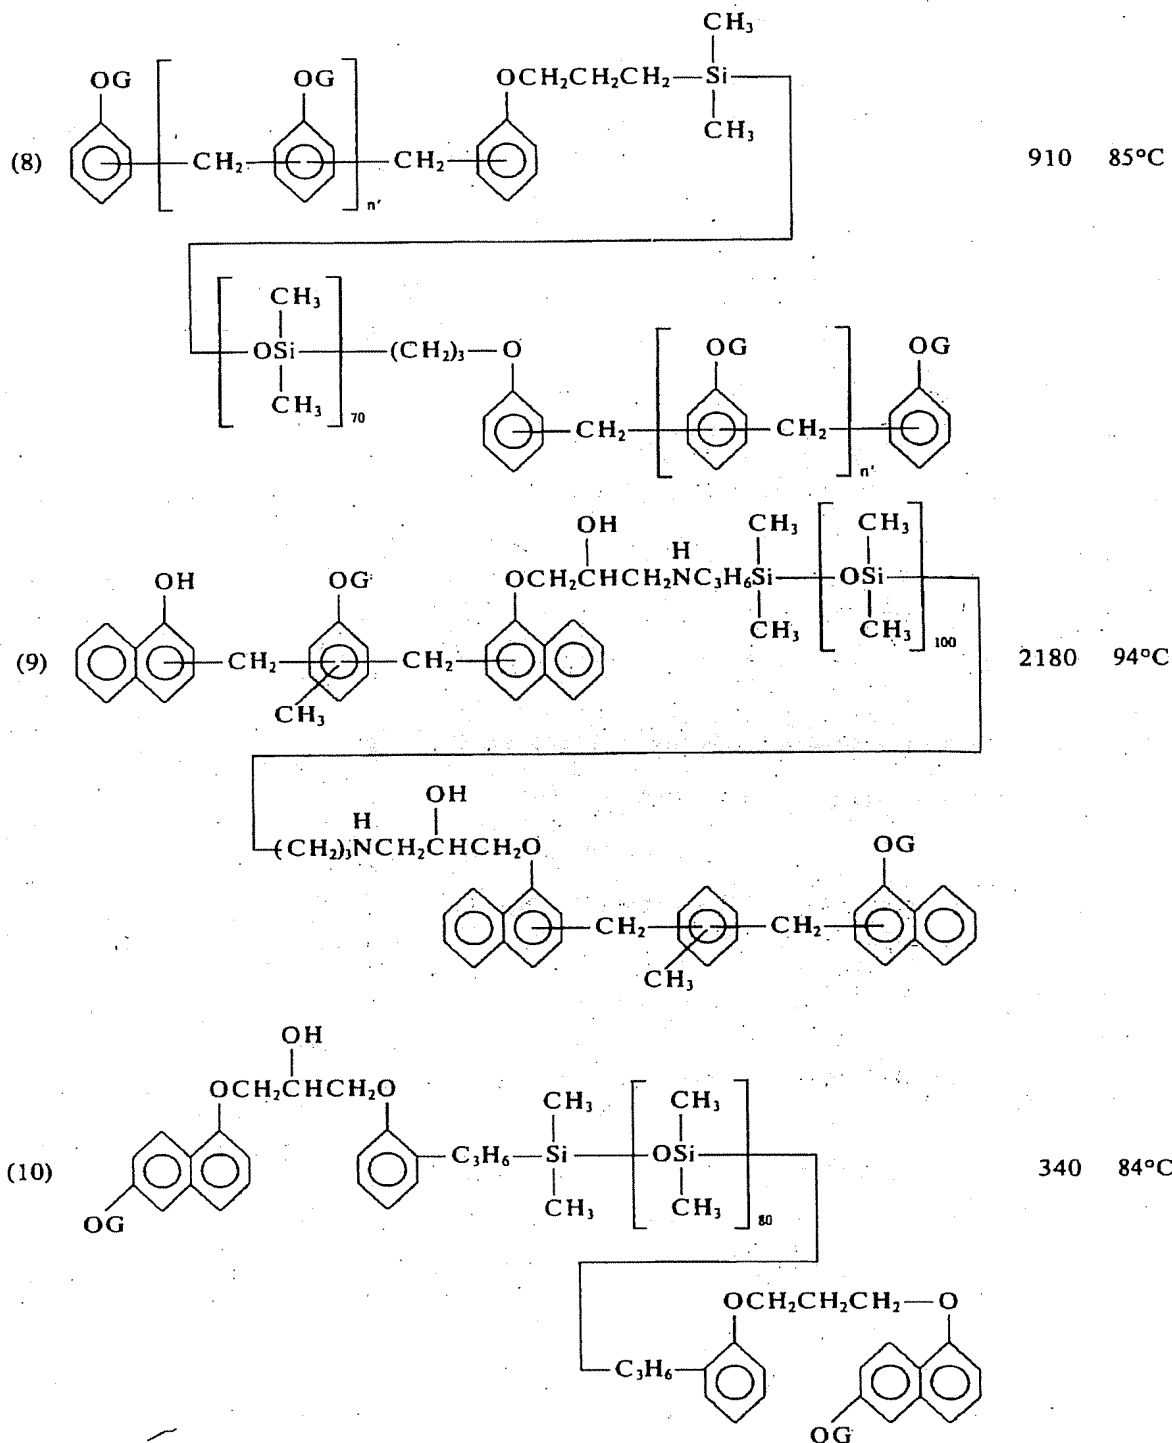 CH₃
OG OG OCH₂CH₂CH₂—Si
CH₃
(8) CH₂ CH₂ 910 85°C
n'
CH₃
OSi (CH₂)₃—O OG OG
CH₃ 70
CH₂ CH₂
n'
OH CH₃ CH₃
OH OG OCH₂CHCH₂NC₃H₆Si OSi
H
CH₃ CH₃ 100
(9) CH₂ CH₂ 2180 94°C
CH₃
OH
H
(CH₂)₃NCH₂CHCH₂O OG
CH₂ CH₂
CH₃
OH
OCH₂CHCH₂O CH₃ CH₃
(10) C₃H₆—Si OSi 340 84°C
OG CH₃ CH₃ 80
OCH₂CH₂CH₂—O
C₃H₆
OG